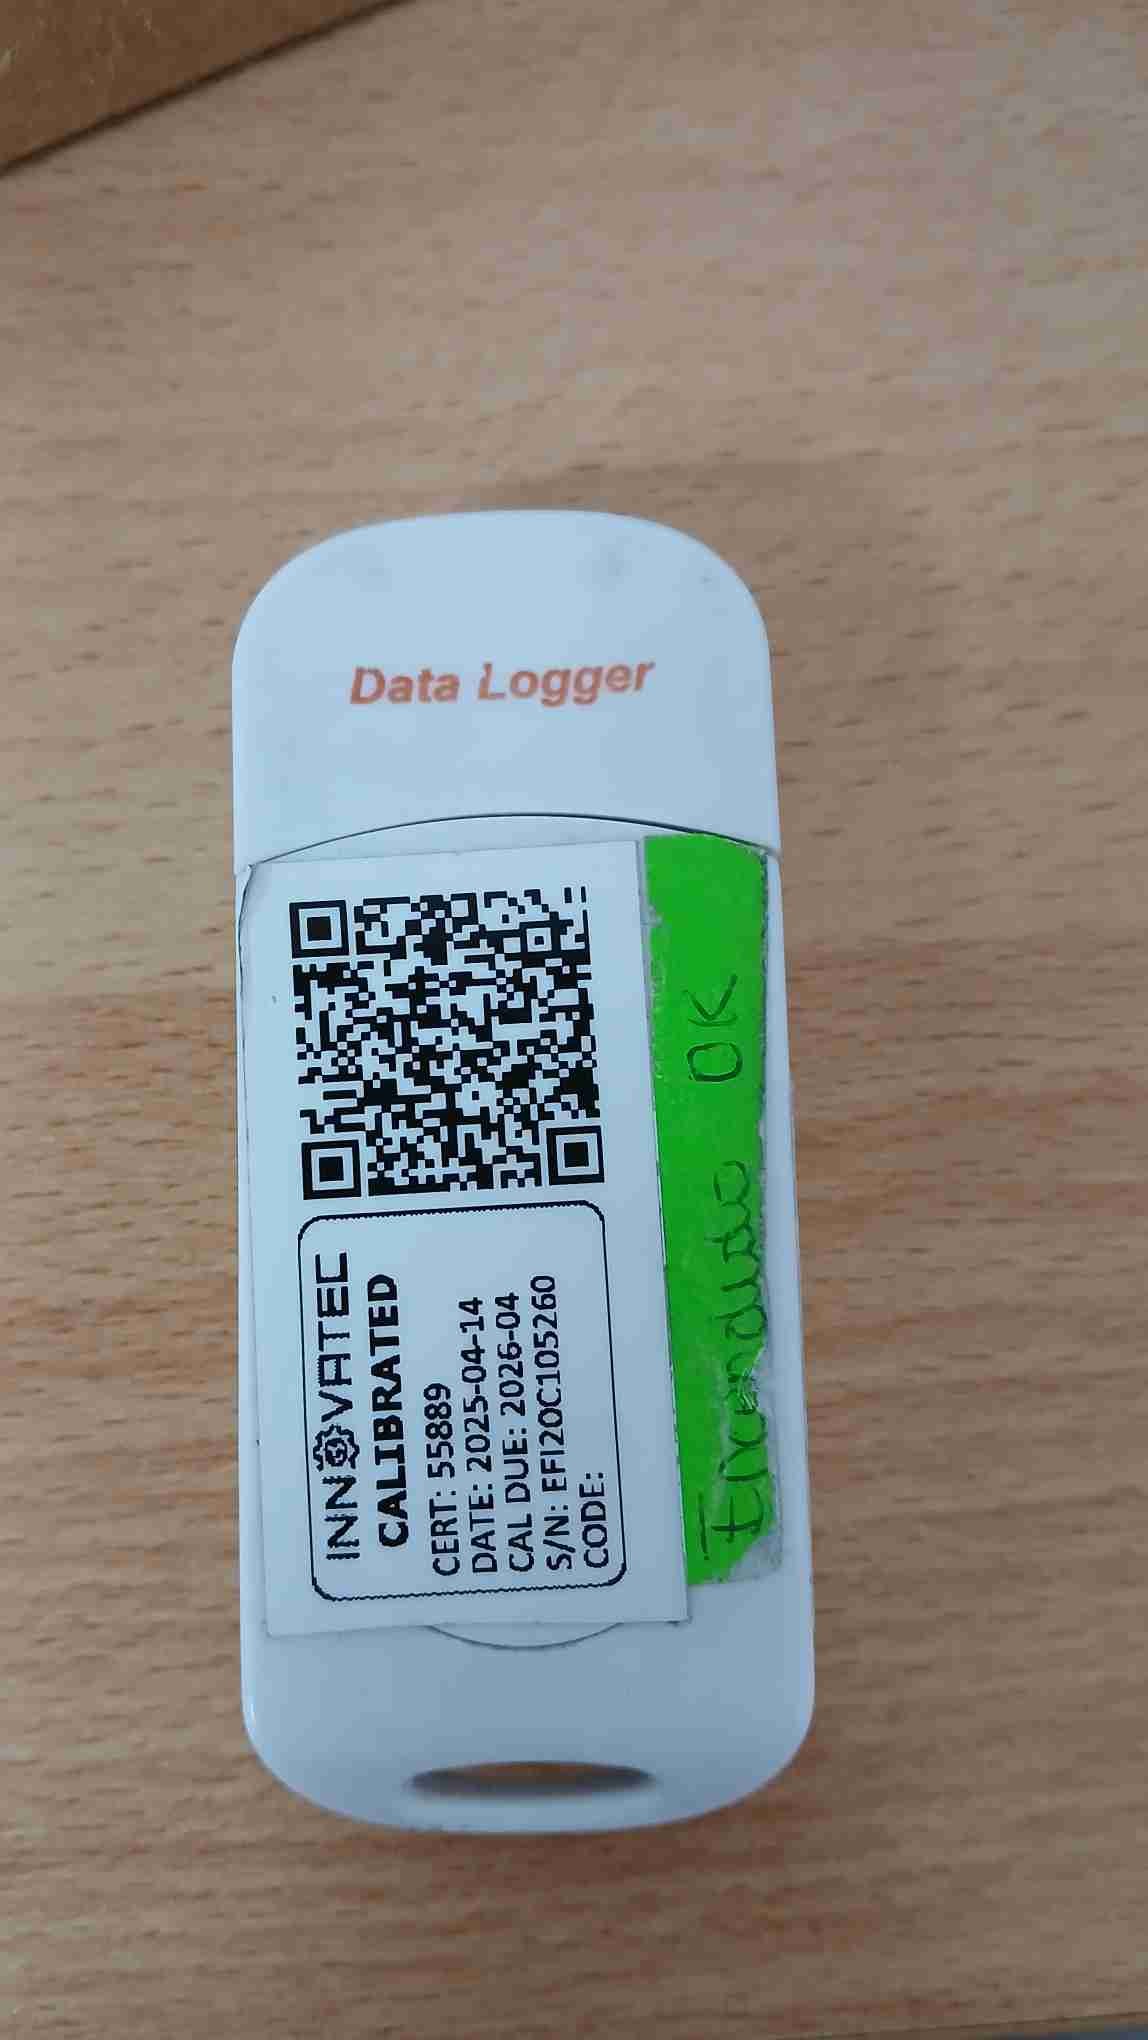 Data Logger
INNOVATEC
CALIBRATED
CERT: 55889
DATE: 2025-04-14
CAL DUE: 2026-04
S/N: EFI20C105260
CODE:
OK